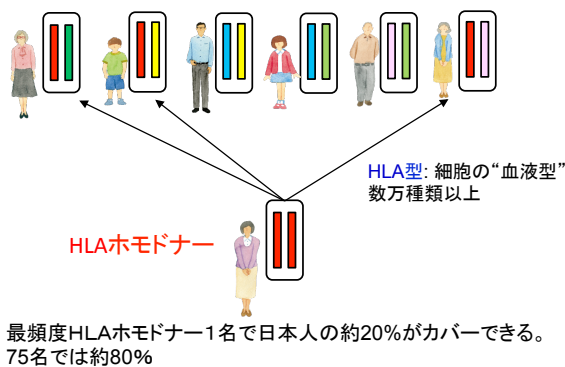 HLA型: 細胞の“血液型”
数万種類以上
HLAホモドナー
最頻度ＨＬＡホモドナー１名で日本人の約20%がカバーできる。
75名では約80%